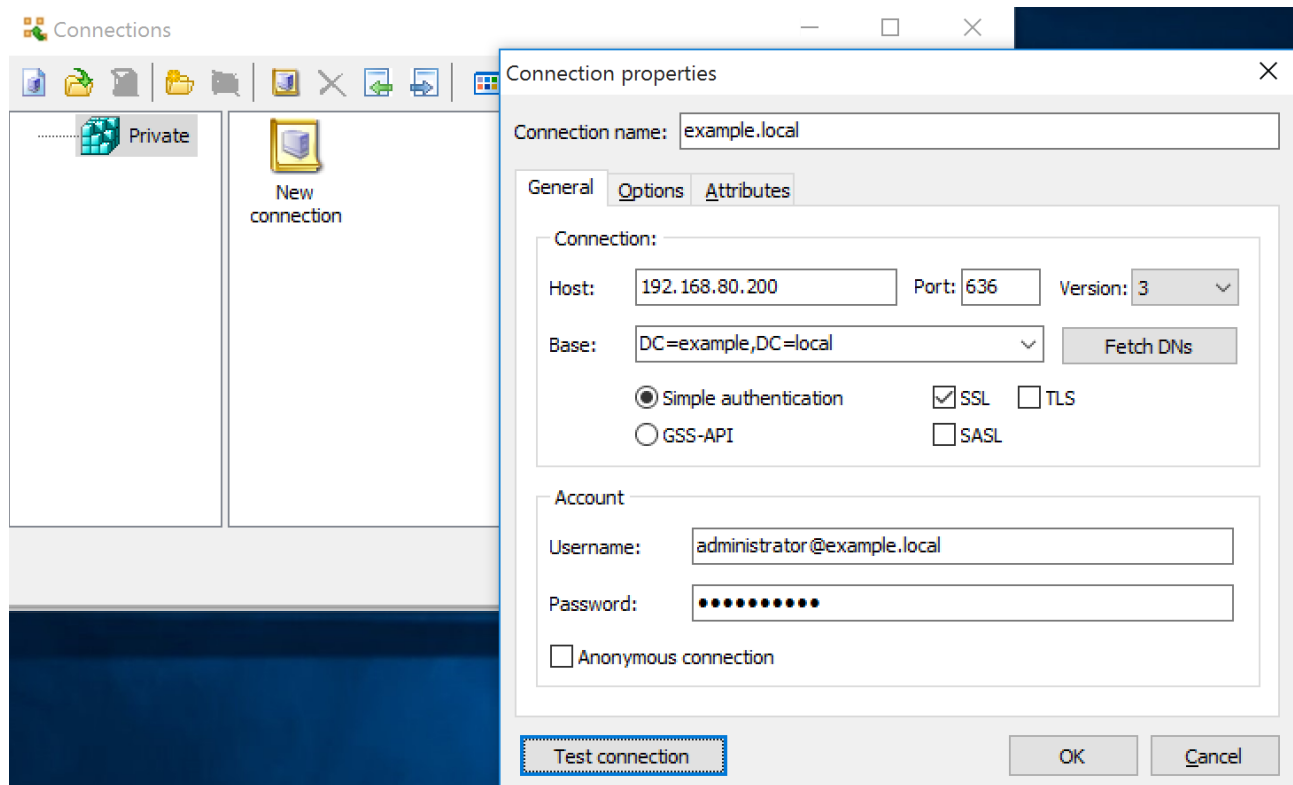 Connections
Connection properties
Private
New
connection
Connection name: example.local
General Options Attributes
Connection:
Host: 192.168.80.200 Port: 636 Version: 3
Base: DC=example,DC=local Fetch DNs
Simple authentication SSL TLS
GSS-API SASL
Account
Username: administrator@example.local
Password: ●●●●●●●●●●
Anonymous connection
Test connection OK Cancel